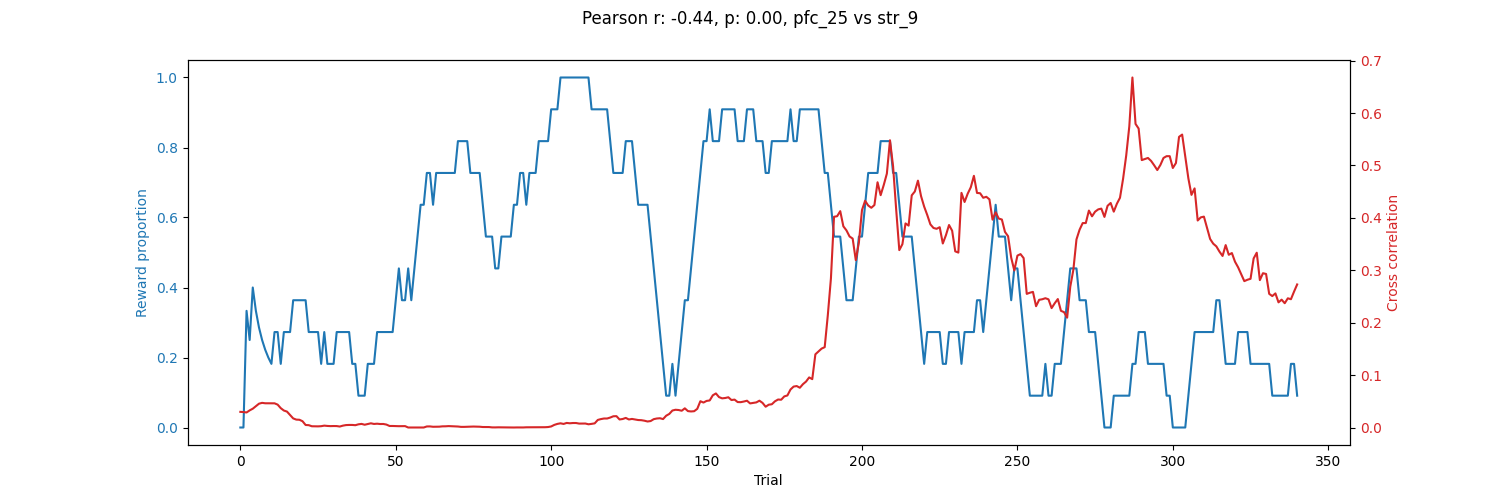 Pearson r: -0.44, p: 0.00, pfc_25 vs str_9
Reward proportion
1.0
0.8
0.6
0.4
0.2
0.0
0.7
0.6
0.5
0.4
0.3
0.2
0.1
0.0
Cross correlation
0 50 100 150 200 250 300 350
Trial